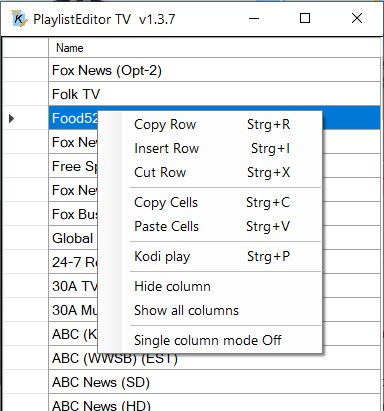 PlaylistEditor TV v1.3.7
Name
Fox News (Opt-2)
Folk TV
Food52
Copy Row Strg+R
Insert Row Strg+I
Cut Row Strg+X
Copy Cells Strg+C
Paste Cells Strg+V
Kodi play Strg+P
Hide column
Show all columns
Single column mode Off
Fox Ne
Free Sp
Fox Ne
Fox Bus
Global
24-7 Re
30A TV
30A Mu
ABC (K
ABC (WWSB) (EST)
ABC News (SD)
ABC News (HD)